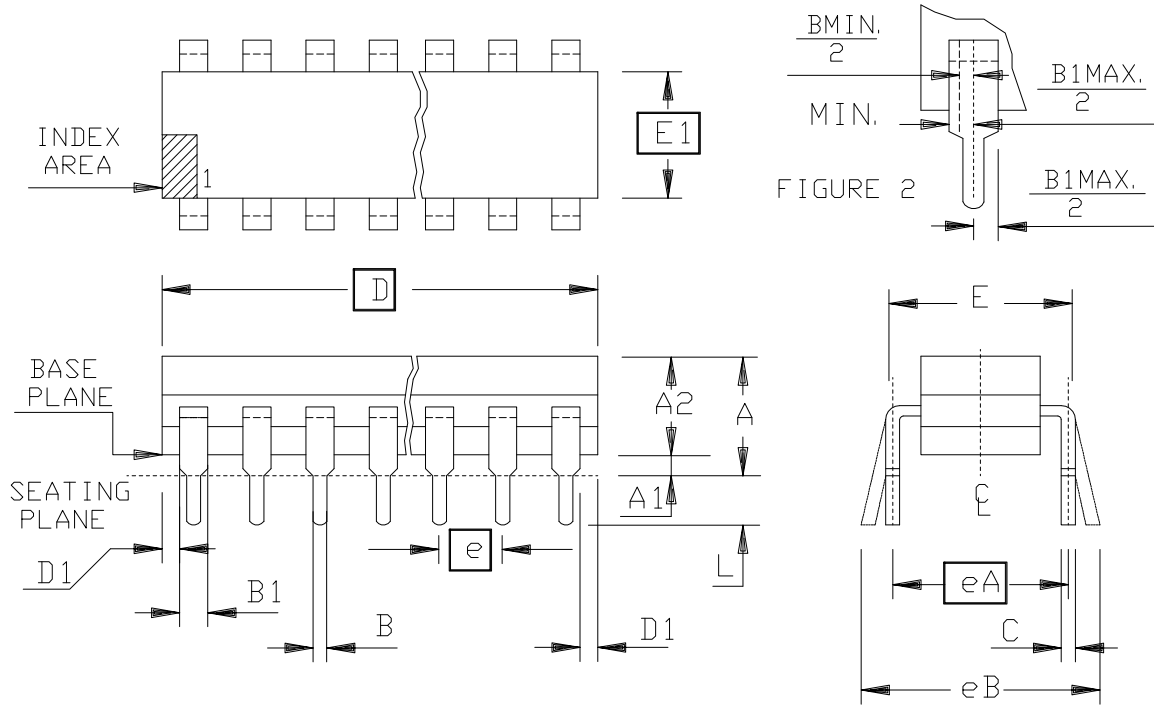 INDEX
AREA
1
E1
BMIN.
2
B1MAX.
2
MIN.
FIGURE 2
B1MAX.
2
D
BASE
PLANE
SEATING
PLANE
A2
A
A1
L
D1
B1
B
e
D1
E
CL
eA
C
eB